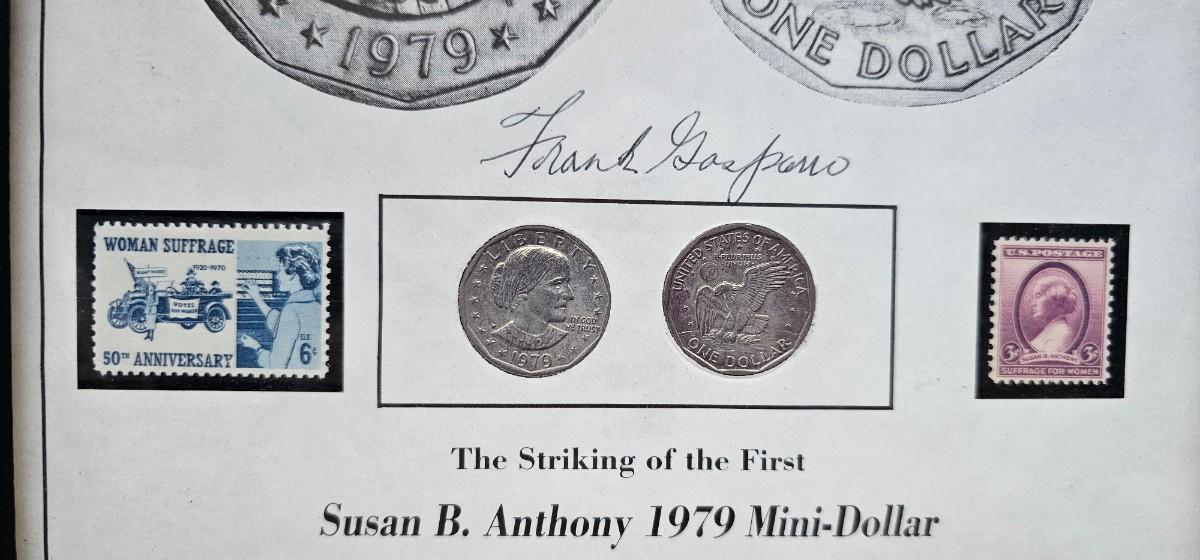 1979
ONE DOLLAR
Frank Gasparro
WOMAN SUFFRAGE
1920-1970
VOTES
FOR WOMEN
50TH ANNIVERSARY
U.S.
6¢
LIBERTY
IN GOD
WE TRUST
1979
UNITED STATES OF AMERICA
E PLURIBUS
UNUM
ONE DOLLAR
U.S. POSTAGE
3¢ SUSAN B. ANTHONY 3¢
SUFFRAGE FOR WOMEN
The Striking of the First
Susan B. Anthony 1979 Mini-Dollar